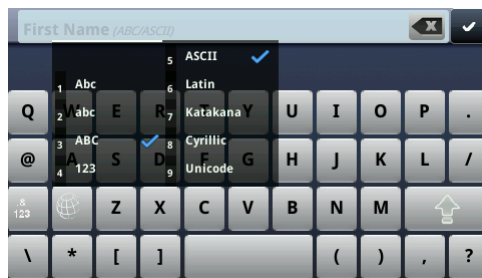 First Name (ABC/ASCII)
5 ASCII
1 Abc
6 Latin
2 abc
7 Katakana
3 ABC
8 Cyrillic
4 123
9 Unicode
Q W E R T Y U I O P .
@ A S D F G H J K L /
.&
123
Z X C V B N M
\ * [ ] ( ) , ?